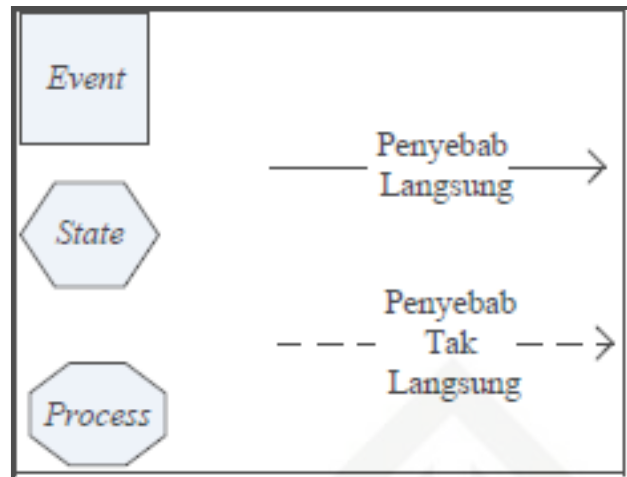 Event
State
Process
Penyebab
Langsung
Penyebab
Tak
Langsung